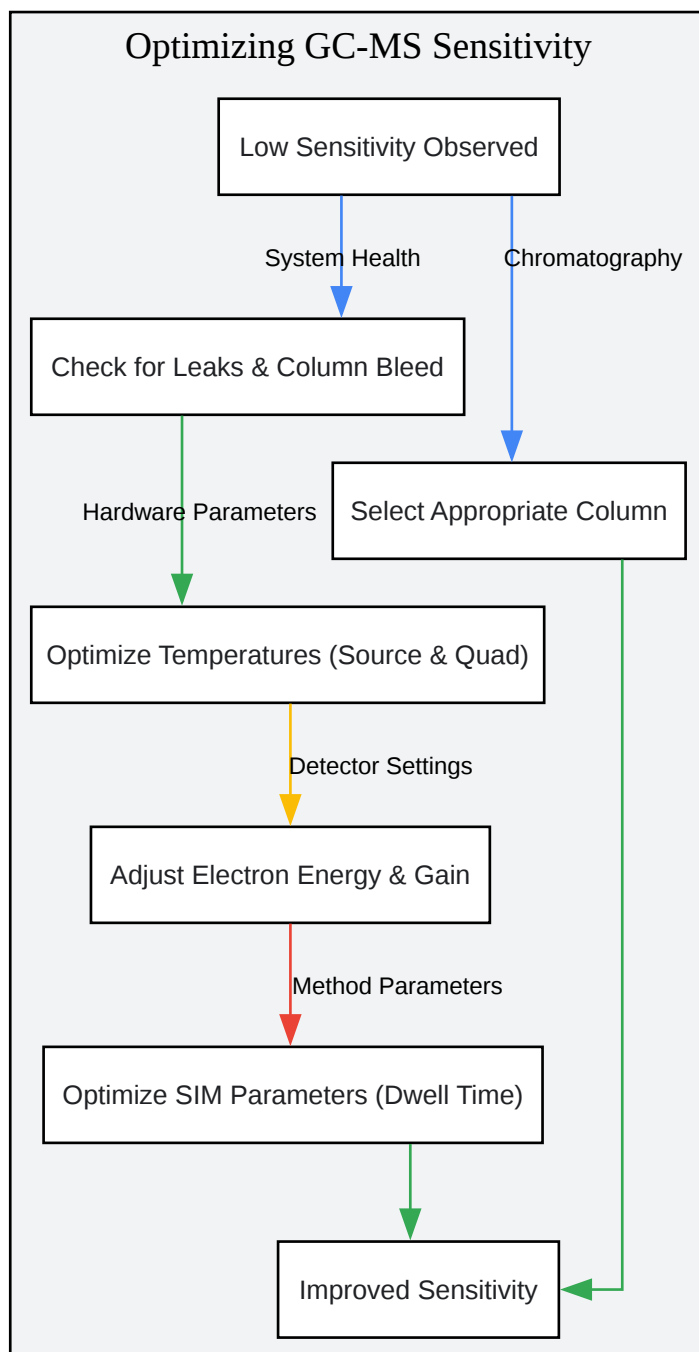 Optimizing GC-MS Sensitivity
Low Sensitivity Observed
System Health
Chromatography
Check for Leaks & Column Bleed
Hardware Parameters
Select Appropriate Column
Optimize Temperatures (Source & Quad)
Detector Settings
Adjust Electron Energy & Gain
Method Parameters
Optimize SIM Parameters (Dwell Time)
Improved Sensitivity